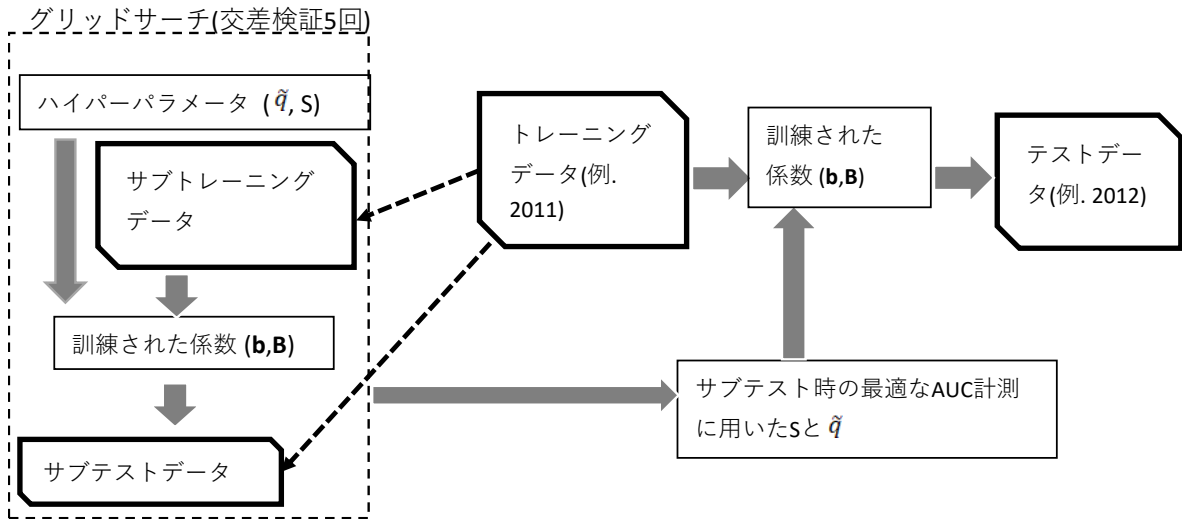 グリッドサーチ(交差検証5回)
ハイパーパラメータ ( q̃, S)
サブトレーニング
データ
訓練された係数 (b,B)
サブテストデータ
トレーニング
データ(例.
2011)
訓練された
係数 (b,B)
テストデー
タ(例. 2012)
サブテスト時の最適なAUC計測
に用いたSと q̃